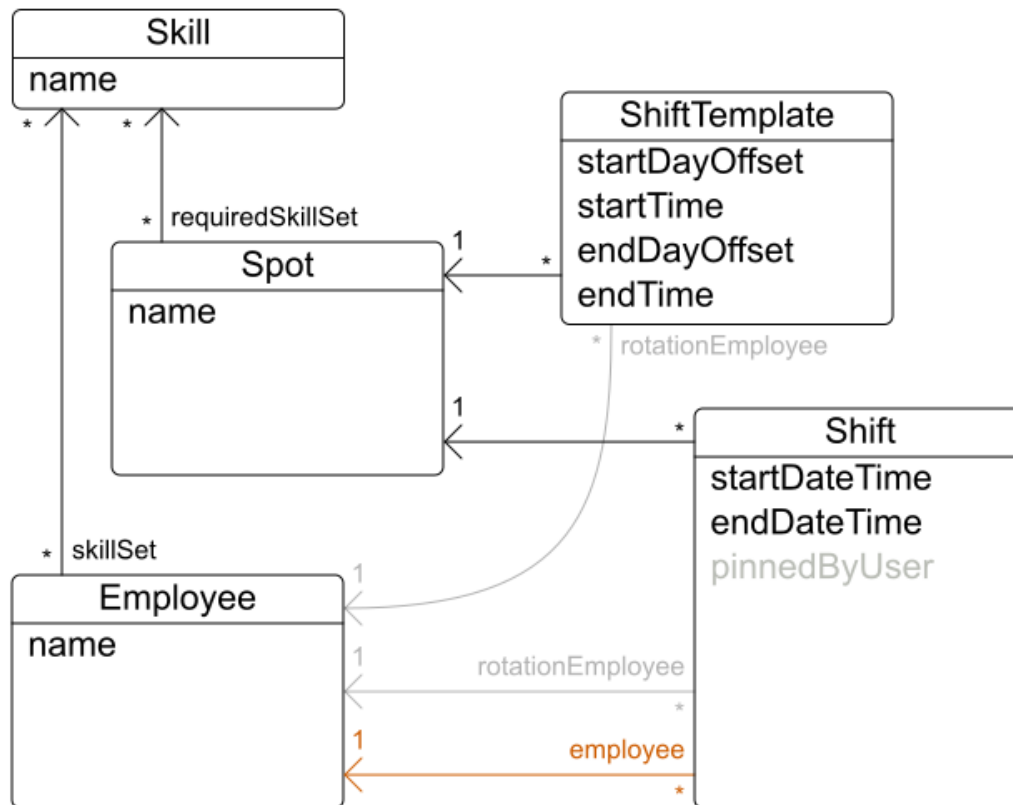 Skill
name
* *
ShiftTemplate
startDayOffset
startTime
endDayOffset
endTime
* requiredSkillSet
Spot
name
1 *
* rotationEmployee
1 *
Shift
startDateTime
endDateTime
pinnedByUser
* skillSet
Employee
name
1
1 rotationEmployee
*
1 employee
*